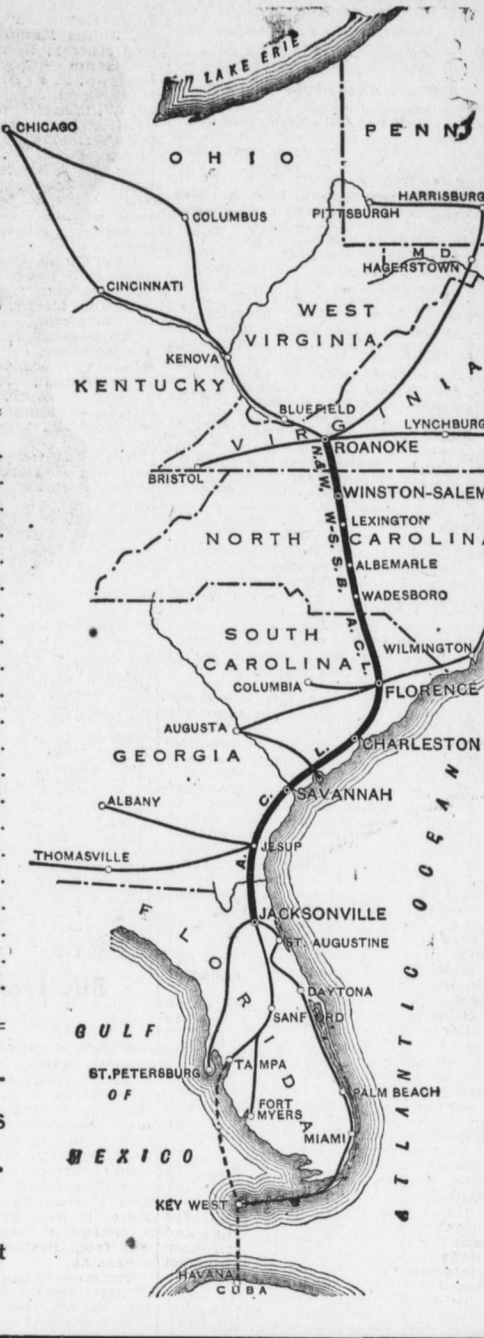 LAKE ERIE
CHICAGO
OHIO
PENN
HARRISBURG
PITTSBURGH
COLUMBUS
M D.
HAGERSTOWN
CINCINNATI
WEST
VIRGINIA
KENOVA
KENTUCKY
BLUEFIELD
VIRGINIA
LYNCHBURG
ROANOKE
BRISTOL
N. & W.
WINSTON-SALEM
W-S. S. B.
LEXINGTON
NORTH CAROLINA
ALBEMARLE
WADESBORO
A. C. L.
SOUTH
CAROLINA
WILMINGTON
COLUMBIA
FLORENCE
AUGUSTA
CHARLESTON
GEORGIA
A. C. L.
SAVANNAH
ALBANY
JESUP
THOMASVILLE
JACKSONVILLE
FLORIDA
ST. AUGUSTINE
DAYTONA
SANFORD
GULF
OF
MEXICO
ST. PETERSBURG
TAMPA
FORT
MYERS
PALM BEACH
MIAMI
ATLANTIC OCEAN
KEY WEST
HAVANA
CUBA